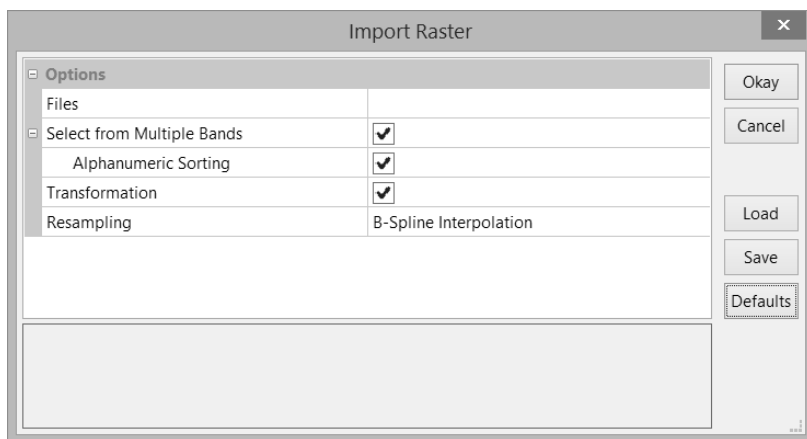 Import Raster
Options
Files
Select from Multiple Bands
Alphanumeric Sorting
Transformation
Resampling B-Spline Interpolation
Okay
Cancel
Load
Save
Defaults